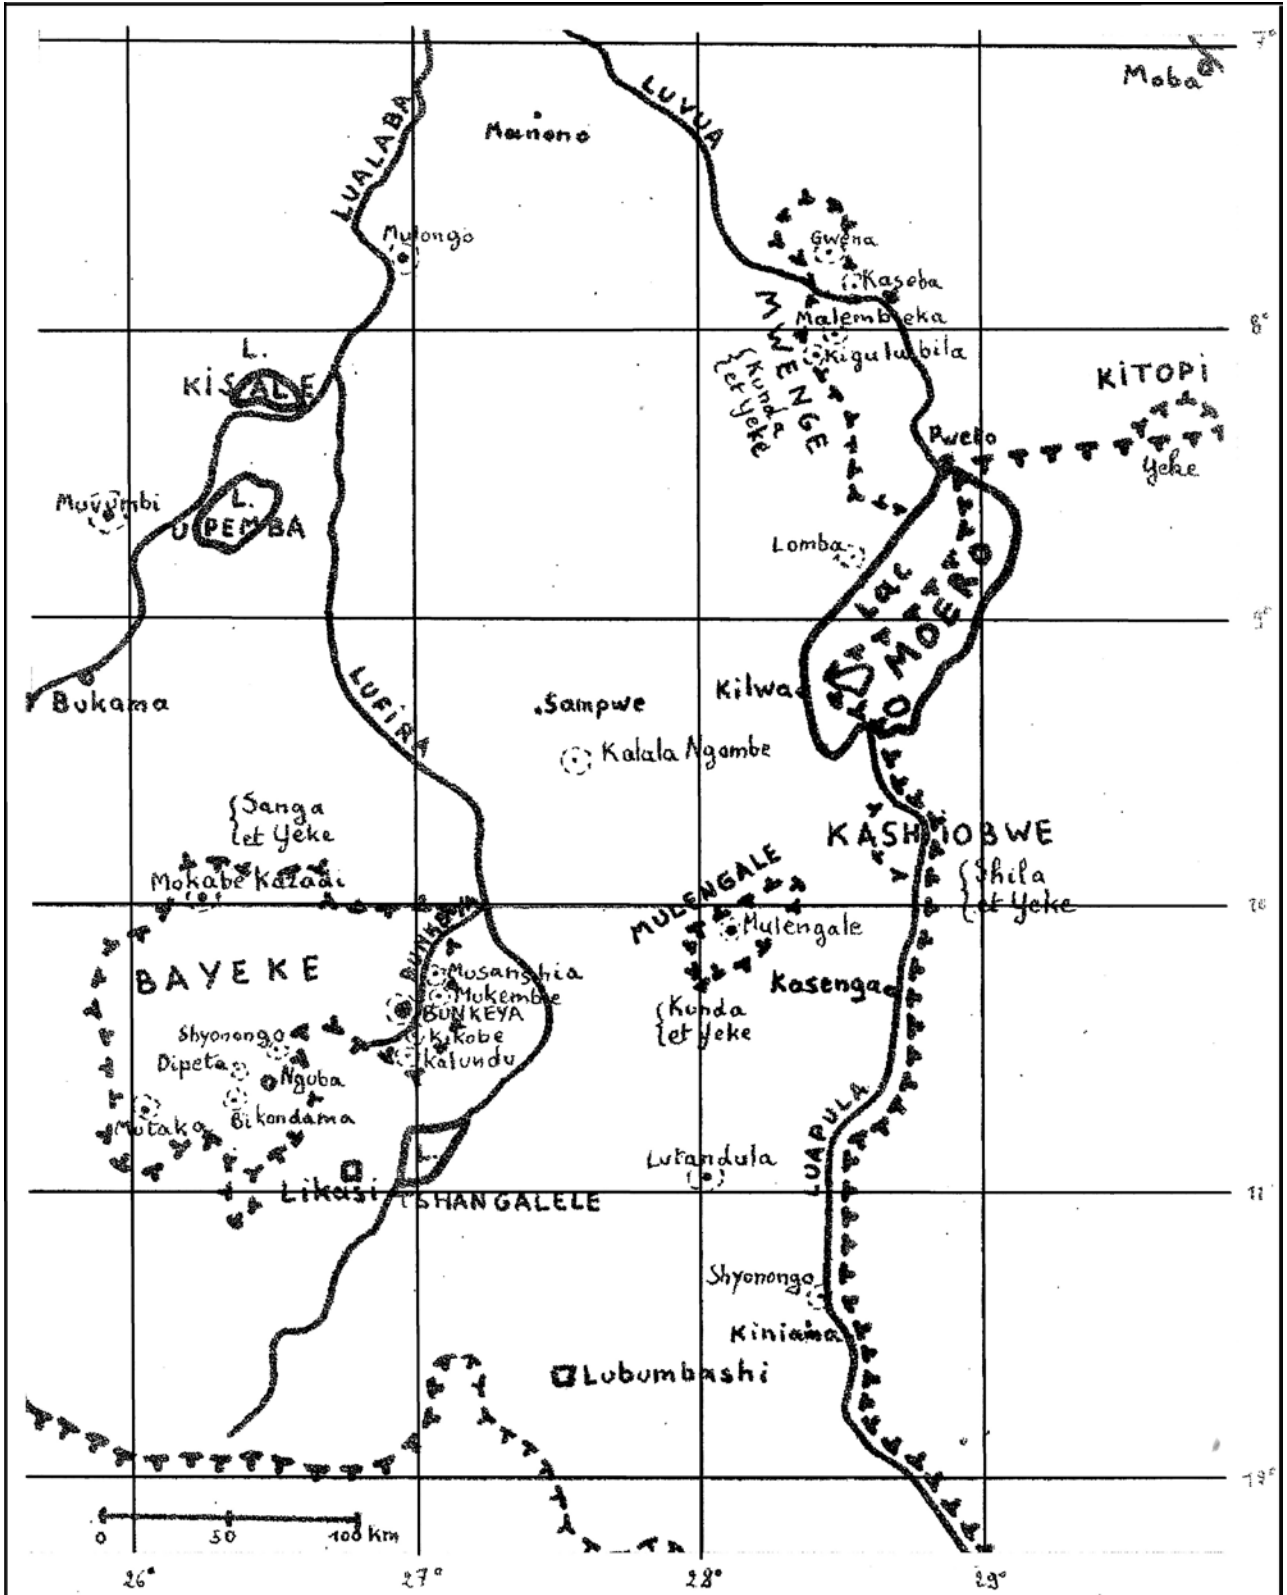 7°
Moba
LUVUA
LUALABA
Manono
Mulongo
Gwena
Kaseba
MWENGE
Malembeka
8°
Kigulubila
{Kunda
et Yeke
L.
KISALE
KITOPI
Pweto
Yeke
Muvumbi
L.
UPEMBA
Lomba
Lac
MOERO
9°
LUFIRA
Bukama
Kilwa
Sampwe
Kalala Ngombe
{Sanga
et Yeke
KASHIOBWE
{Shila
et Yeke
MULENGALE
Mokabe Kazadi
10°
BUNKEYA
Mulengale
BAYEKE
Musanshia
Mukembe
Kasenga
BUNKEYA
{Kunda
et Yeke
Shyonongo
Kikobe
Kalundu
Dipeta
Nguba
Mutaka
Bikondama
LUAPULA
L.
Lutandula
Likasi
TSHANGALELE
11°
Shyonongo
Kiniama
Lubumbashi
12°
0 50 100 Km
26° 27° 28° 29°